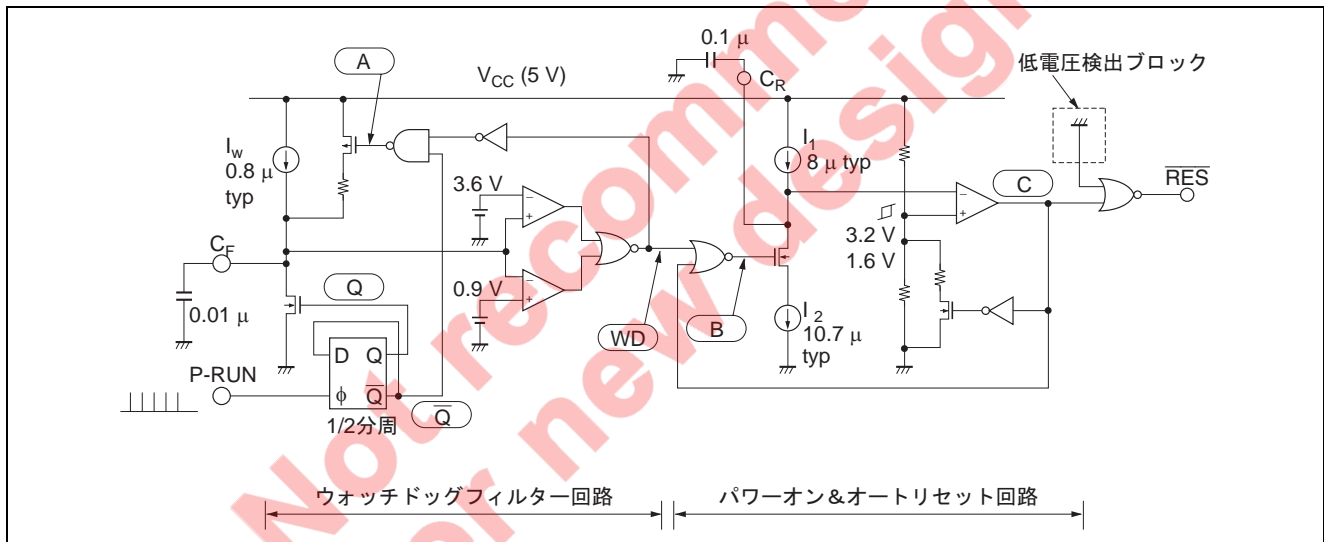 Not recommend
for new design
0.1 μ
A
V_CC (5 V)
C_R
低電圧検出ブロック
I_w
0.8 μ
typ
I_1
8 μ typ
3.6 V
C
R̅E̅S̅
C_F
3.2 V
1.6 V
0.01 μ
Q
0.9 V
WD
B
I_2
10.7 μ
typ
D Q
P-RUN
φ Q̅
Q̅
1/2分周
ウォッチドッグフィルター回路
パワーオン&オートリセット回路